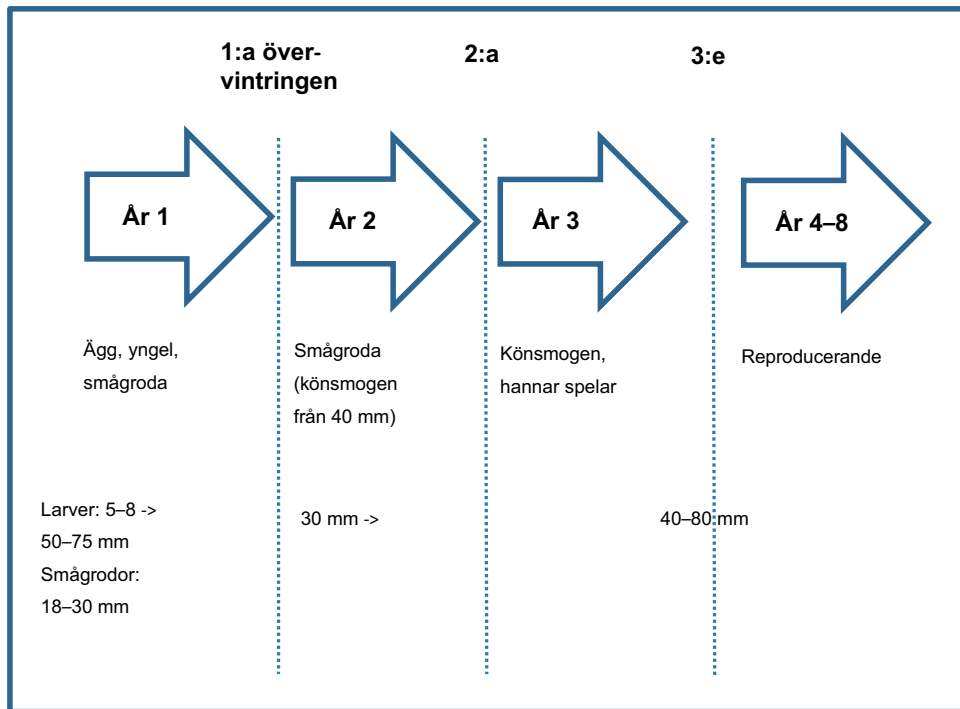 1:a över-
vintringen
2:a
3:e
År 1
År 2
År 3
År 4–8
Ägg, yngel,
smågroda
Smågroda
(könsmogen
från 40 mm)
Könsmogen,
hannar spelar
Reproducerande
Larver: 5–8 ->
50–75 mm
Smågrodor:
18–30 mm
30 mm ->
40–80 mm